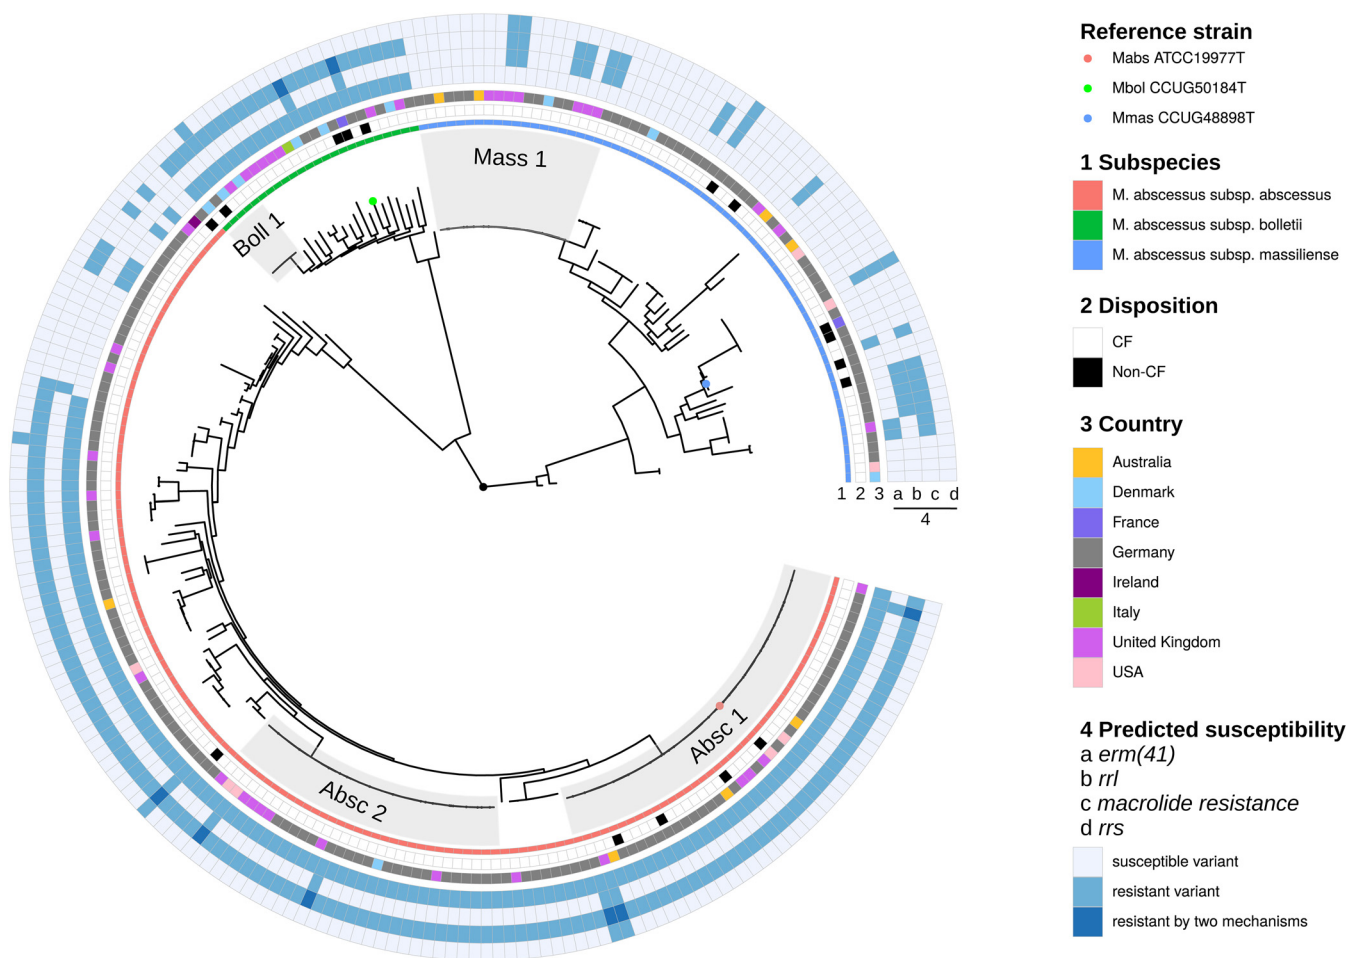 Mass 1
Boll 1
Absc 1
Absc 2
1 2 3 a b c d
4
Reference strain
Mabs ATCC19977T
Mbol CCUG50184T
Mmas CCUG48898T
1 Subspecies
M. abscessus subsp. abscessus
M. abscessus subsp. bolletii
M. abscessus subsp. massiliense
2 Disposition
CF
Non-CF
3 Country
Australia
Denmark
France
Germany
Ireland
Italy
United Kingdom
USA
4 Predicted susceptibility
a erm(41)
b rrl
c macrolide resistance
d rrs
susceptible variant
resistant variant
resistant by two mechanisms